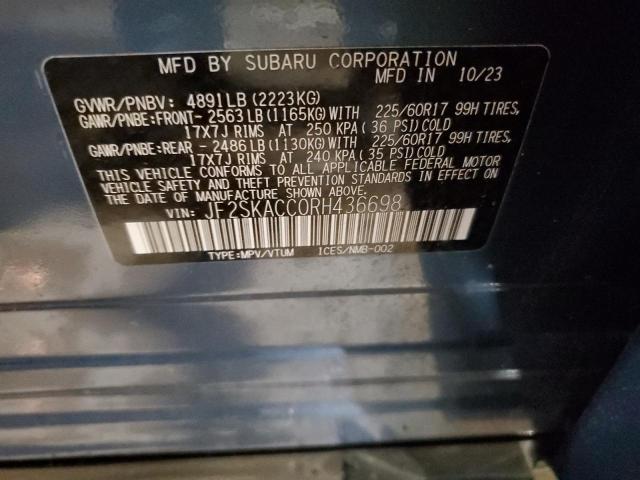 MFD BY SUBARU CORPORATION
MFD IN 10/23
GVWR/PNBV: 4891LB (2223KG)
GAWR/PNBE:FRONT- 2563LB(1165KG)WITH 225/60R17 99H TIRES,
17X7J RIMS AT 250 KPA(36 PSI)COLD
GAWR/PNBE:REAR - 2486LB(1130KG)WITH 225/60R17 99H TIRES,
17X7J RIMS AT 240 KPA(35 PSI)COLD
THIS VEHICLE CONFORMS TO ALL APPLICABLE FEDERAL MOTOR
VEHICLE SAFETY AND THEFT PREVENTION STANDARDS IN EFFECT ON
THE DATE OF MANUFACTURE SHOWN ABOVE.
VIN: JF2SKACC0RH436698
TYPE:MPV/VTUM ICES/NMB-002